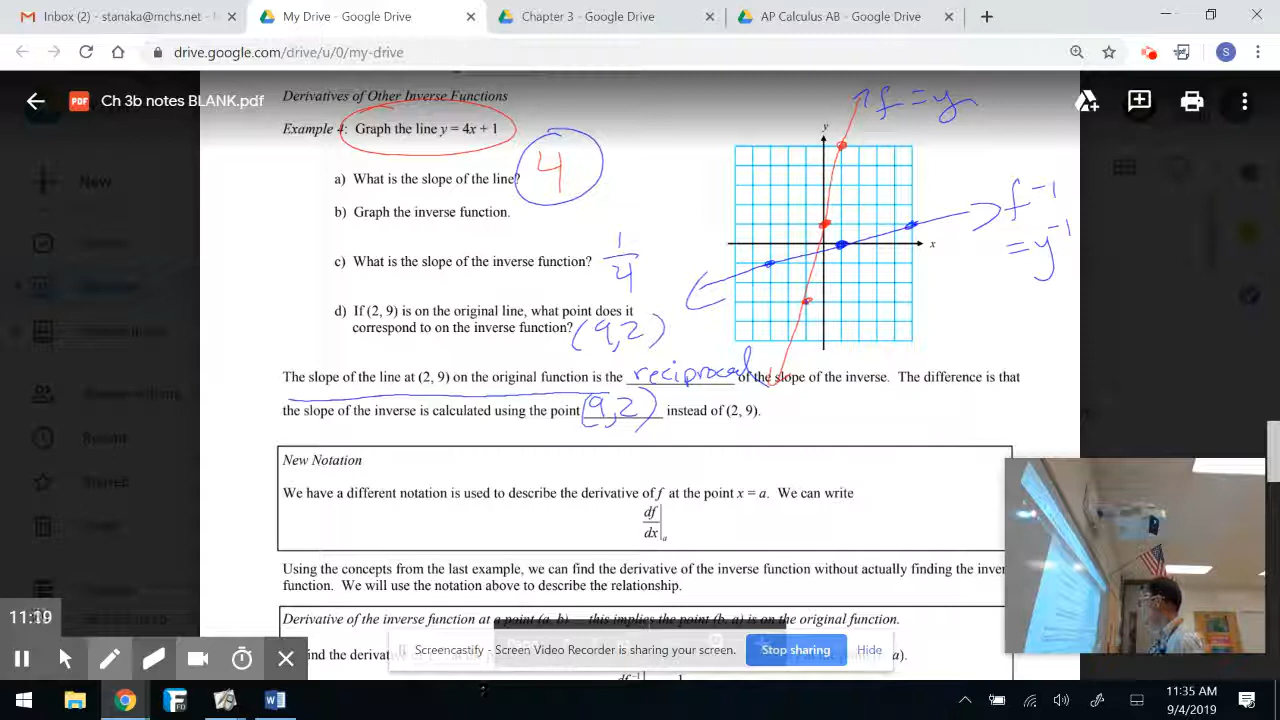 Inbox (2) - stanaka@mchs.net -
My Drive - Google Drive
Chapter 3 - Google Drive
AP Calculus AB - Google Drive
drive.google.com/drive/u/0/my-drive
S
PDF
Ch 3b notes BLANK.pdf
New
Derivatives of Other Inverse Functions
Example 4: Graph the line y = 4x + 1
a) What is the slope of the line? 4
b) Graph the inverse function.
c) What is the slope of the inverse function? 1/4
d) If (2, 9) is on the original line, what point does it
correspond to on the inverse function? (9,2)
y
x
f = y
f⁻¹
= y⁻¹
The slope of the line at (2, 9) on the original function is the reciprocal of the slope of the inverse. The difference is that
the slope of the inverse is calculated using the point (9,2) instead of (2, 9).
New Notation
We have a different notation is used to describe the derivative of f at the point x = a. We can write
df
dx
a
Using the concepts from the last example, we can find the derivative of the inverse function without actually finding the inver
function. We will use the notation above to describe the relationship.
Derivative of the inverse function at a point (a, b) this implies the point (b, a) is on the original function.
ind the derivati
a).
df⁻¹
1
Screencastify - Screen Video Recorder is sharing your screen.
Stop sharing
Hide
11:35 AM
9/4/2019